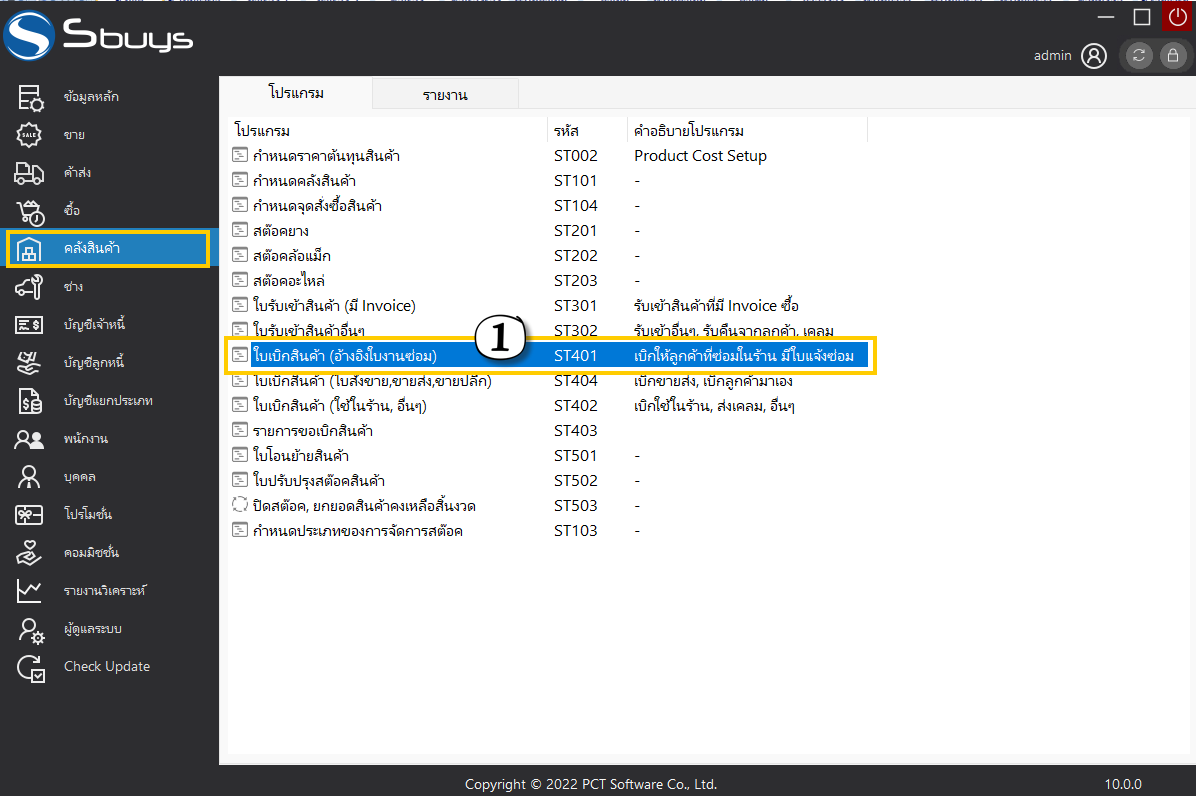 Sbuys
admin
ข้อมูลหลัก
ขาย
ค้าส่ง
ซื้อ
คลังสินค้า
ช่าง
บัญชีเจ้าหนี้
บัญชีลูกหนี้
บัญชีแยกประเภท
พนักงาน
บุคคล
โปรโมชั่น
คอมมิชชั่น
รายงานวิเคราะห์
ผู้ดูแลระบบ
Check Update
โปรแกรม รายงาน
โปรแกรม รหัส คำอธิบายโปรแกรม
กำหนดราคาต้นทุนสินค้า ST002 Product Cost Setup
กำหนดคลังสินค้า ST101 -
กำหนดจุดสั่งซื้อสินค้า ST104 -
สต๊อคยาง ST201 -
สต๊อคล้อแม็ก ST202 -
สต๊อคอะไหล่ ST203 -
ใบรับเข้าสินค้า (มี Invoice) ST301 รับเข้าสินค้าที่มี Invoice ซื้อ
ใบรับเข้าสินค้าอื่นๆ ST302 รับเข้าอื่นๆ, รับคืนจากลูกค้า, เคลม
1
ใบเบิกสินค้า (อ้างอิงใบงานซ่อม) ST401 เบิกให้ลูกค้าที่ซ่อมในร้าน มีใบแจ้งซ่อม
ใบเบิกสินค้า (ใบสั่งขาย,ขายส่ง,ขายปลีก) ST404 เบิกขายส่ง, เบิกลูกค้ามาเอง
ใบเบิกสินค้า (ใช้ในร้าน, อื่นๆ) ST402 เบิกใช้ในร้าน, ส่งเคลม, อื่นๆ
รายการขอเบิกสินค้า ST403
ใบโอนย้ายสินค้า ST501 -
ใบปรับปรุงสต๊อคสินค้า ST502 -
ปิดสต๊อค, ยกยอดสินค้าคงเหลือสิ้นงวด ST503 -
กำหนดประเภทของการจัดการสต๊อค ST103 -
Copyright © 2022 PCT Software Co., Ltd.
10.0.0